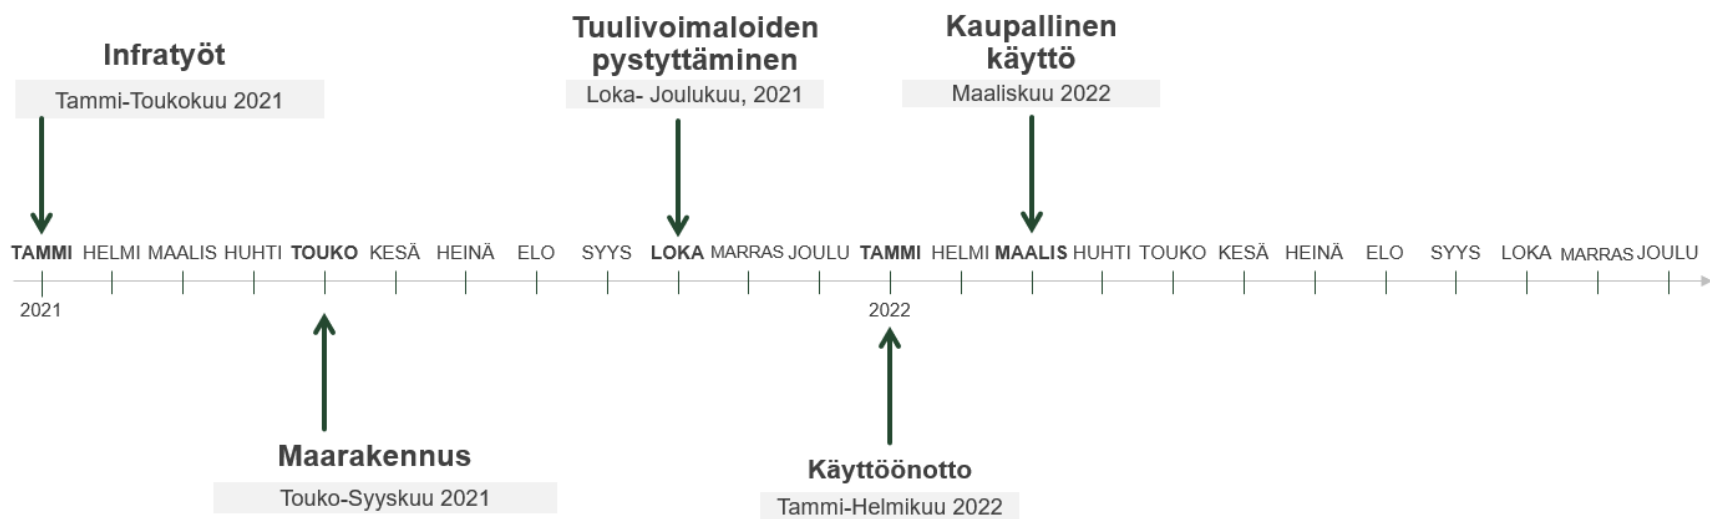 Infratyöt
Tammi-Toukokuu 2021
Tuulivoimaloiden
pystyttäminen
Loka- Joulukuu, 2021
Kaupallinen
käyttö
Maaliskuu 2022
TAMMI HELMI MAALIS HUHTI TOUKO KESÄ HEINÄ ELO SYYS LOKA MARRAS JOULU TAMMI HELMI MAALIS HUHTI TOUKO KESÄ HEINÄ ELO SYYS LOKA MARRAS JOULU
2021 2022
Maarakennus
Touko-Syyskuu 2021
Käyttöönotto
Tammi-Helmikuu 2022